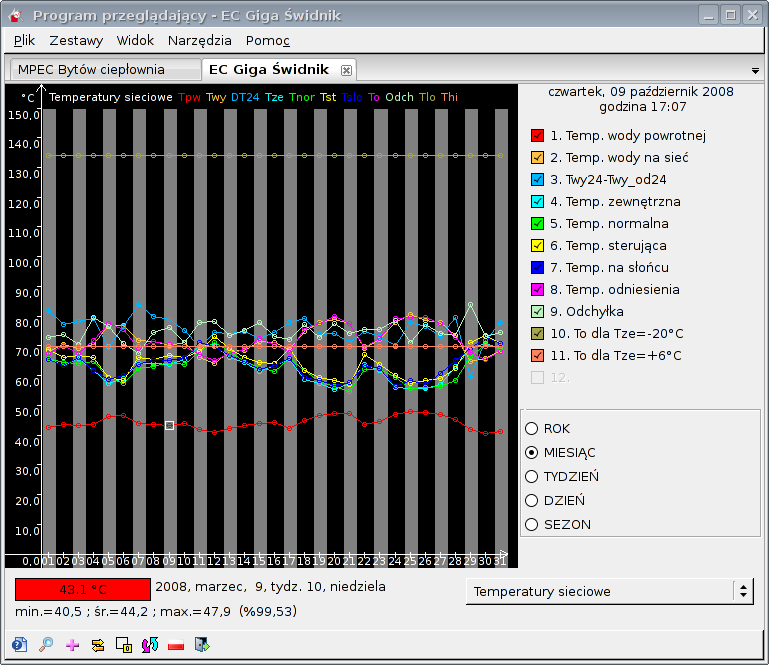 Program przeglądający - EC Giga Świdnik
Plik Zestawy Widok Narzędzia Pomoc
MPEC Bytów ciepłownia
EC Giga Świdnik
°C
Temperatury sieciowe Tpw Twy DT24 Tze Tnor Tst Tslo To Odch Tlo Thi
150,0
140,0
130,0
120,0
110,0
100,0
90,0
80,0
70,0
60,0
50,0
40,0
30,0
20,0
10,0
0,0
01 02 03 04 05 06 07 08 09 10 11 12 13 14 15 16 17 18 19 20 21 22 23 24 25 26 27 28 29 30 31
czwartek, 09 październik 2008
godzina 17:07
1. Temp. wody powrotnej
2. Temp. wody na sieć
3. Twy24-Twy_od24
4. Temp. zewnętrzna
5. Temp. normalna
6. Temp. sterująca
7. Temp. na słońcu
8. Temp. odniesienia
9. Odchyłka
10. To dla Tze=-20°C
11. To dla Tze=+6°C
12.
ROK
MIESIĄC
TYDZIEŃ
DZIEŃ
SEZON
43.1 °C
2008, marzec, 9, tydz. 10, niedziela
min.=40,5 ; śr.=44,2 ; max.=47,9 (%99,53)
Temperatury sieciowe